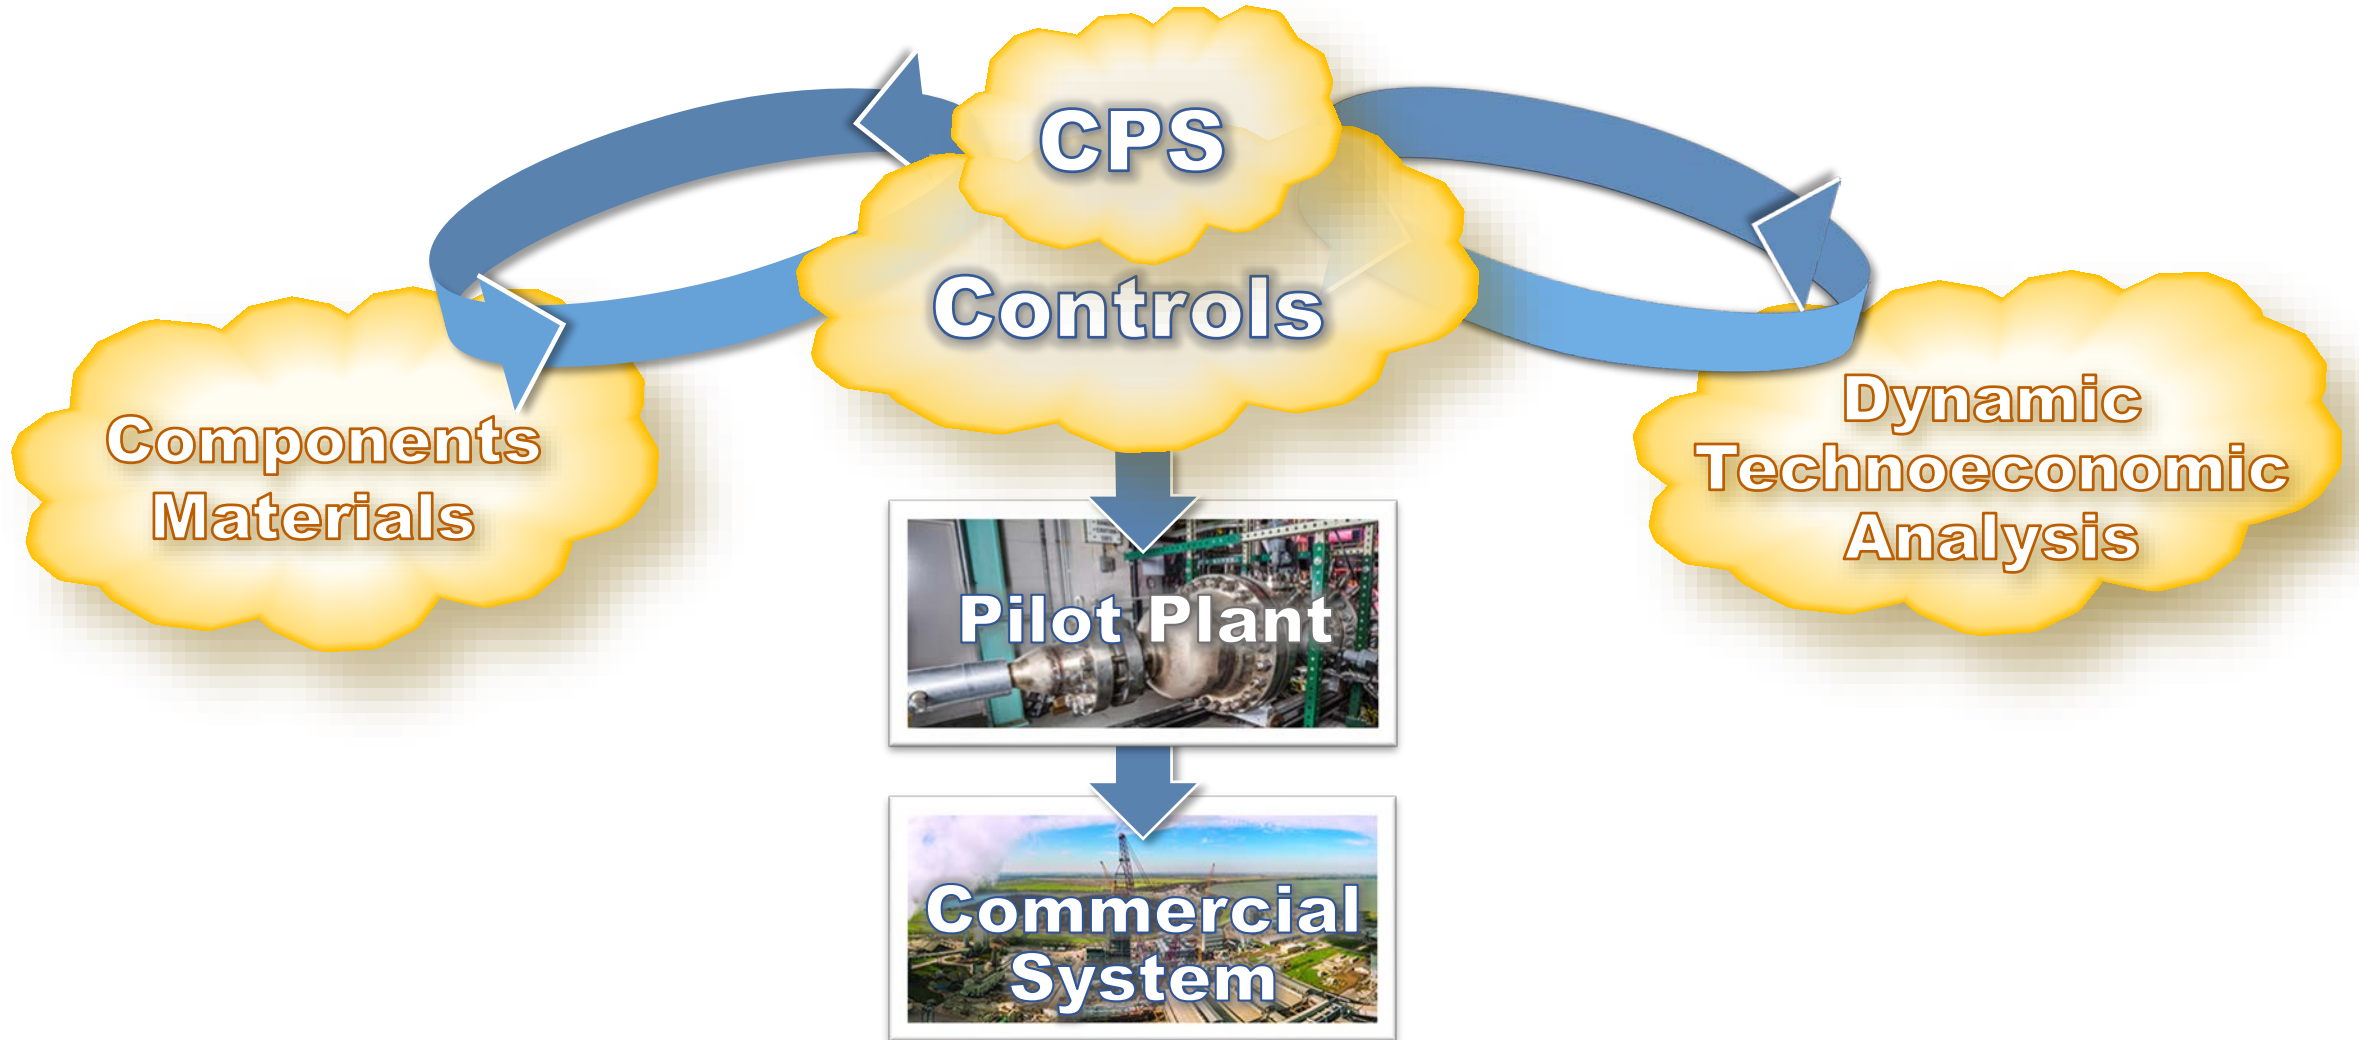 CPS
Controls
Components
Materials
Dynamic
Technoeconomic
Analysis
Pilot Plant
Commercial
System